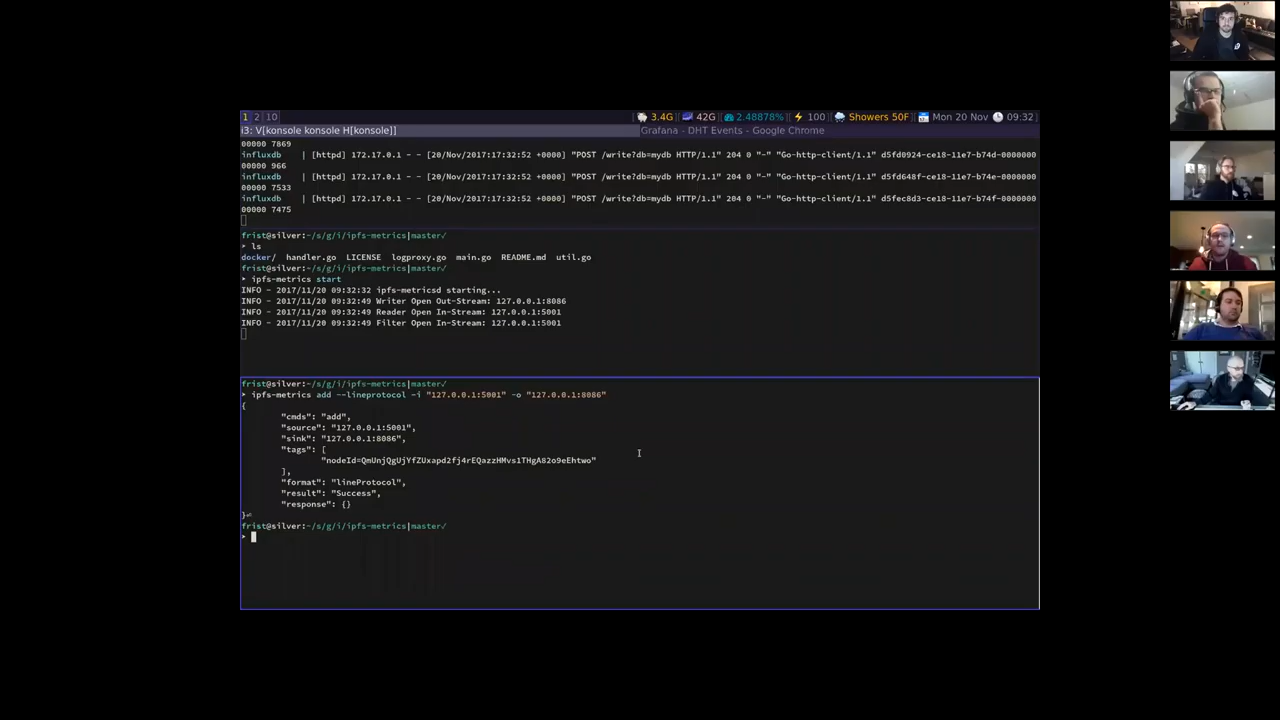 1 2 10 3.4G 42G 2.48878% 100 Showers 50F Mon 20 Nov 09:32
i3: V[konsole konsole H[konsole]] Grafana - DHT Events - Google Chrome
00000 7869
influxdb | [httpd] 172.17.0.1 - - [20/Nov/2017:17:32:52 +0000] "POST /write?db=mydb HTTP/1.1" 204 0 "-" "Go-http-client/1.1" d5fd0924-ce18-11e7-b74d-0000000
00000 966
influxdb | [httpd] 172.17.0.1 - - [20/Nov/2017:17:32:52 +0000] "POST /write?db=mydb HTTP/1.1" 204 0 "-" "Go-http-client/1.1" d5fd648f-ce18-11e7-b74e-0000000
00000 7533
influxdb | [httpd] 172.17.0.1 - - [20/Nov/2017:17:32:52 +0000] "POST /write?db=mydb HTTP/1.1" 204 0 "-" "Go-http-client/1.1" d5fec8d3-ce18-11e7-b74f-0000000
00000 7475
frist@silver:~/s/g/i/ipfs-metrics|master✓
➤ ls
docker/ handler.go LICENSE logproxy.go main.go README.md util.go
frist@silver:~/s/g/i/ipfs-metrics|master✓
➤ ipfs-metrics start
INFO - 2017/11/20 09:32:32 ipfs-metricsd starting...
INFO - 2017/11/20 09:32:49 Writer Open Out-Stream: 127.0.0.1:8086
INFO - 2017/11/20 09:32:49 Reader Open In-Stream: 127.0.0.1:5001
INFO - 2017/11/20 09:32:49 Filter Open In-Stream: 127.0.0.1:5001
frist@silver:~/s/g/i/ipfs-metrics|master✓
➤ ipfs-metrics add --lineprotocol -i "127.0.0.1:5001" -o "127.0.0.1:8086"
{
"cmds": "add",
"source": "127.0.0.1:5001",
"sink": "127.0.0.1:8086",
"tags": [
"nodeId=QmUnjQgUjYfZUxapd2fj4rEQazzHMvs1THgA82o9eEhtwo"
],
"format": "lineProtocol",
"result": "Success",
"response": {}
}⏎
frist@silver:~/s/g/i/ipfs-metrics|master✓
➤